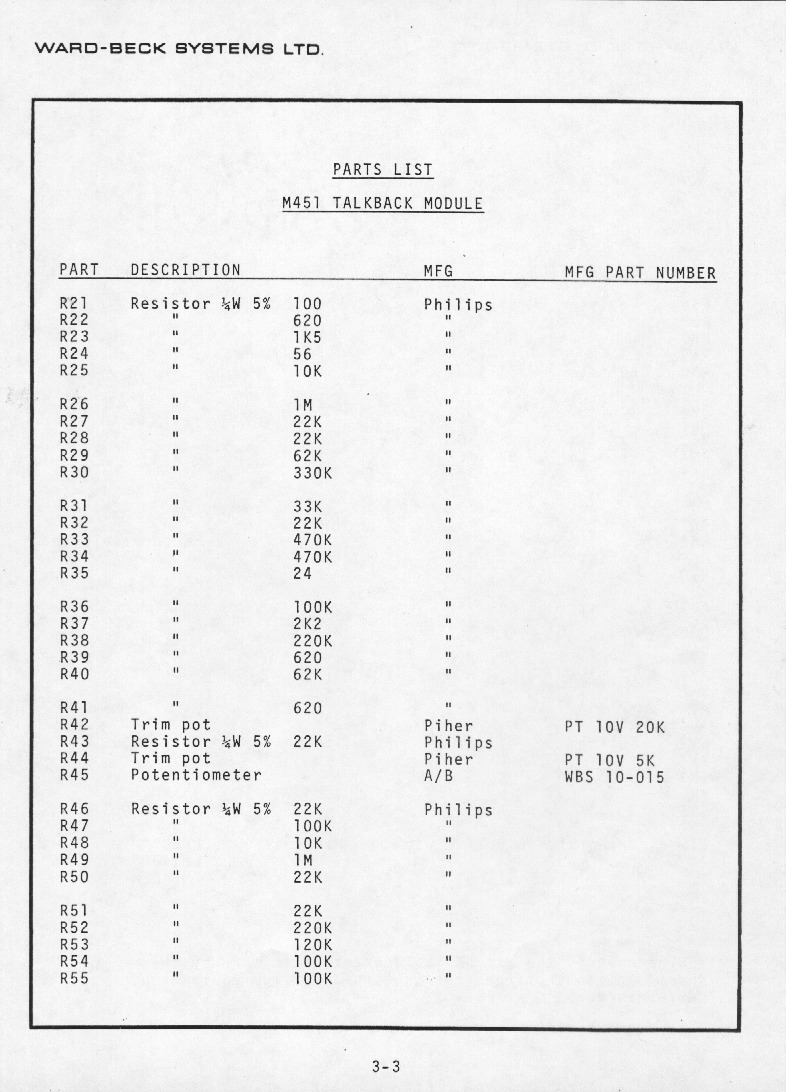 WARD-BECK SYSTEMS LTD.
PARTS LIST
M451 TALKBACK MODULE
PART DESCRIPTION MFG MFG PART NUMBER
R21 Resistor ¼W 5% 100 Philips
R22 " 620 "
R23 " 1K5 "
R24 " 56 "
R25 " 10K "
R26 " 1M "
R27 " 22K "
R28 " 22K "
R29 " 62K "
R30 " 330K "
R31 " 33K "
R32 " 22K "
R33 " 470K "
R34 " 470K "
R35 " 24 "
R36 " 100K "
R37 " 2K2 "
R38 " 220K "
R39 " 620 "
R40 " 62K "
R41 " 620 "
R42 Trim pot Piher PT 10V 20K
R43 Resistor ¼W 5% 22K Philips
R44 Trim pot Piher PT 10V 5K
R45 Potentiometer A/B WBS 10-015
R46 Resistor ¼W 5% 22K Philips
R47 " 100K "
R48 " 10K "
R49 " 1M "
R50 " 22K "
R51 " 22K "
R52 " 220K "
R53 " 120K "
R54 " 100K "
R55 " 100K "
3-3